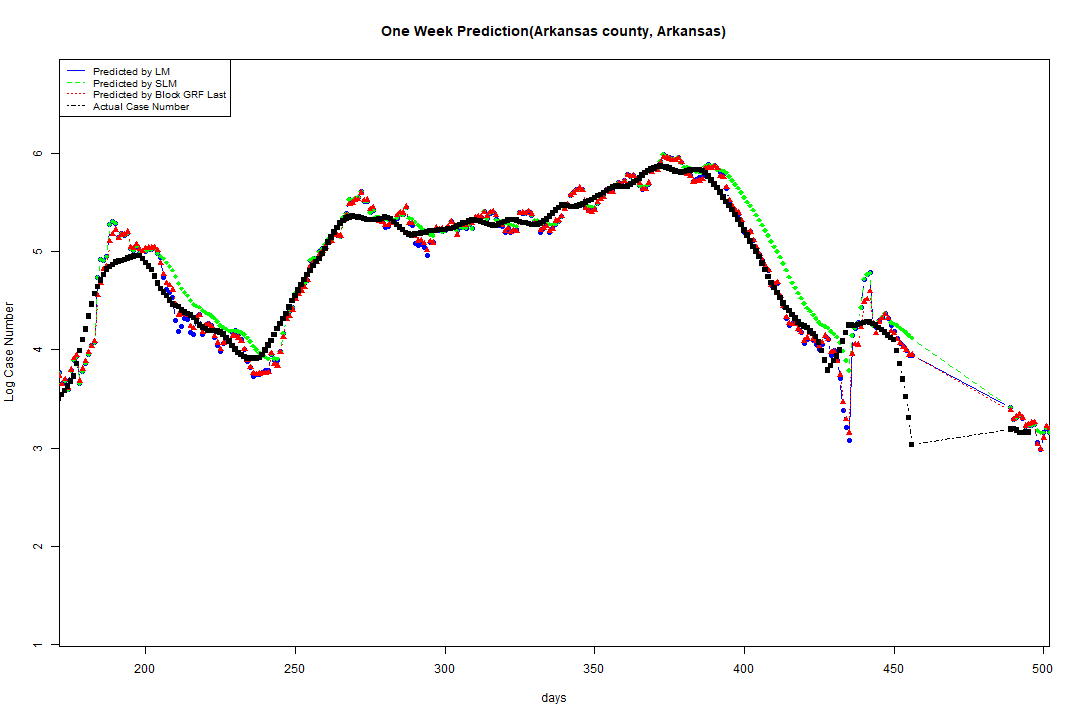 One Week Prediction(Arkansas county, Arkansas)
Predicted by LM
Predicted by SLM
Predicted by Block GRF Last
Actual Case Number
6
5
4
3
2
1
Log Case Number
200 250 300 350 400 450 500
days